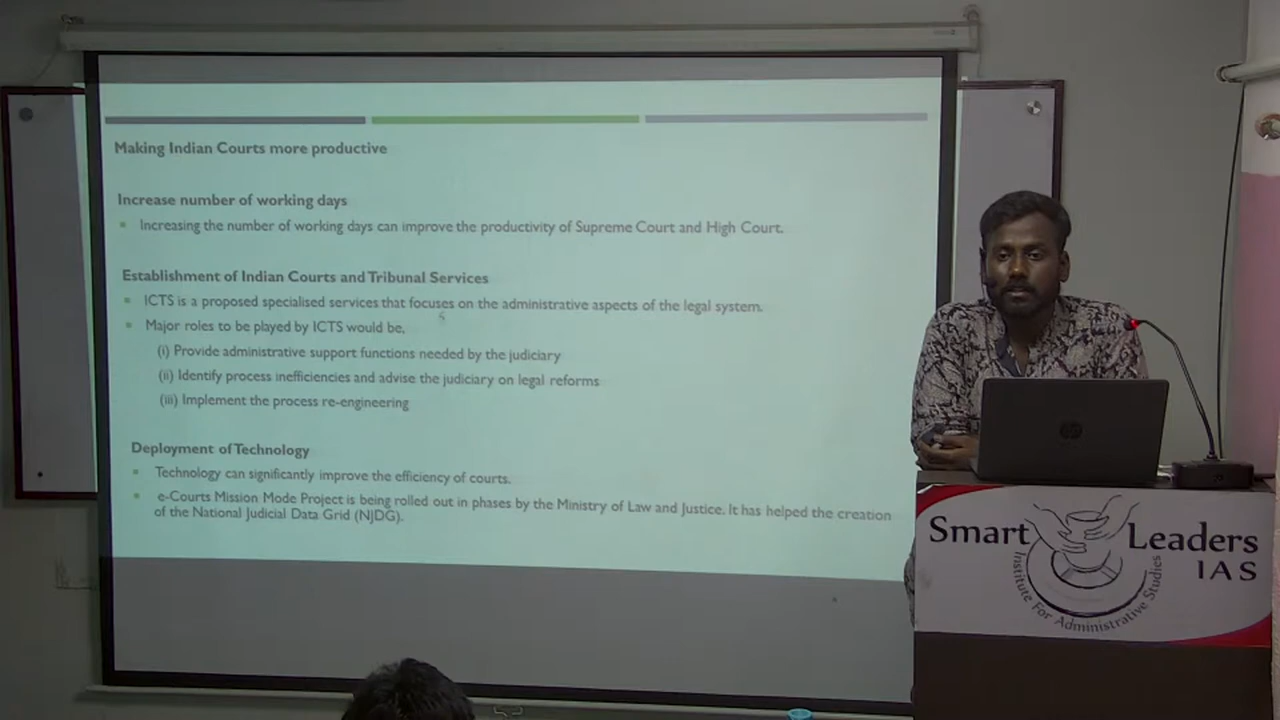 Making Indian Courts more productive
Increase number of working days
Increasing the number of working days can improve the productivity of Supreme Court and High Court.
Establishment of Indian Courts and Tribunal Services
ICTS is a proposed specialised services that focuses on the administrative aspects of the legal system.
Major roles to be played by ICTS would be,
(i) Provide administrative support functions needed by the judiciary
(ii) Identify process inefficiencies and advise the judiciary on legal reforms
(iii) Implement the process re-engineering
Deployment of Technology
Technology can significantly improve the efficiency of courts.
e-Courts Mission Mode Project is being rolled out in phases by the Ministry of Law and Justice. It has helped the creation
of the National Judicial Data Grid (NJDG).
Smart Leaders
IAS
Institute For Administrative Studies
hp